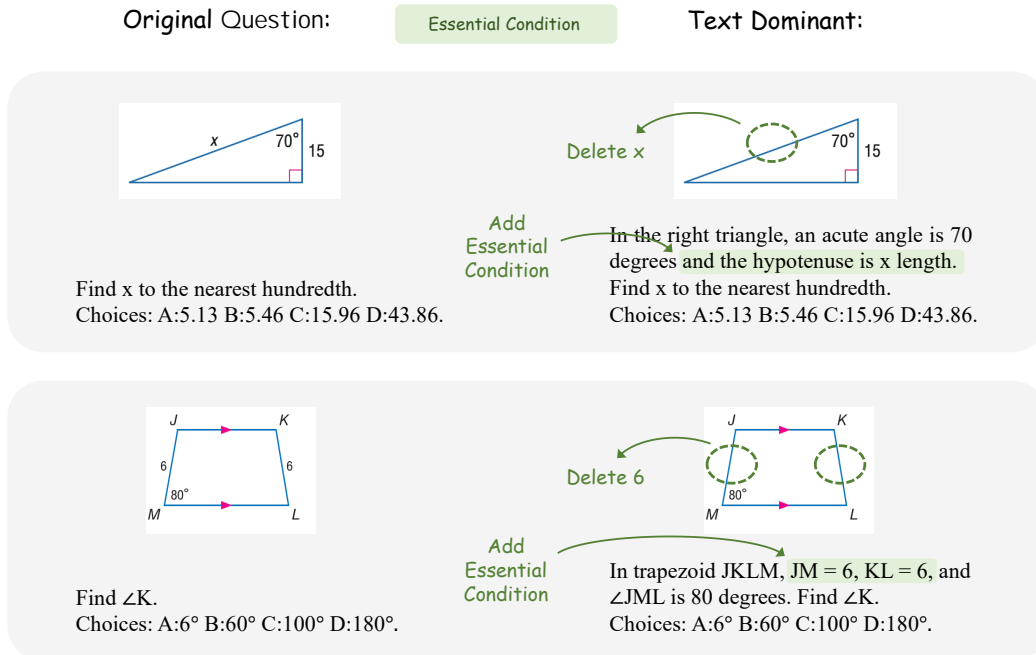 Original Question:
Essential Condition
Text Dominant:
x
70°
15
Find x to the nearest hundredth.
Choices: A:5.13 B:5.46 C:15.96 D:43.86.
Delete x
70°
15
Add
Essential
Condition
In the right triangle, an acute angle is 70
degrees and the hypotenuse is x length.
Find x to the nearest hundredth.
Choices: A:5.13 B:5.46 C:15.96 D:43.86.
J
K
6
6
80°
M
L
Find ∠K.
Choices: A:6° B:60° C:100° D:180°.
Delete 6
J
K
80°
M
L
Add
Essential
Condition
In trapezoid JKLM, JM = 6, KL = 6, and
∠JML is 80 degrees. Find ∠K.
Choices: A:6° B:60° C:100° D:180°.